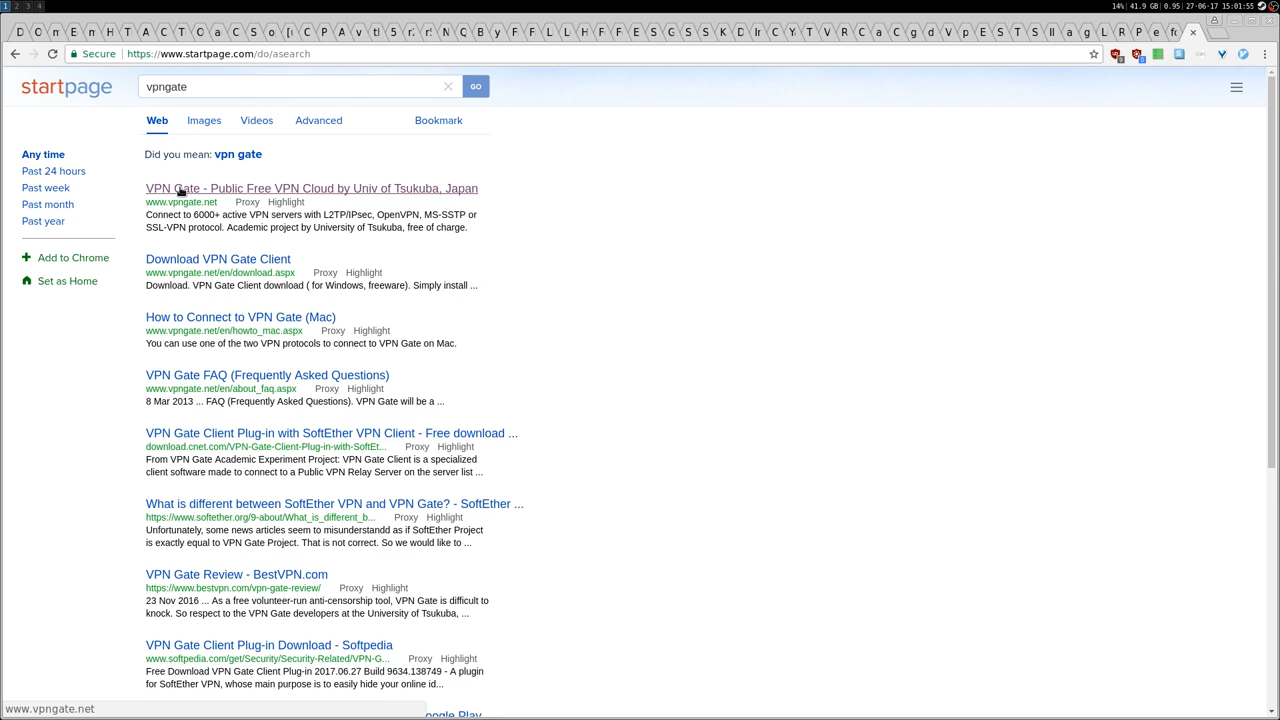 1 2 3 4
14%| 41.9 GB| 0.95| 27-06-17 15:01:55
Secure https://www.startpage.com/do/asearch
startpage
vpngate
GO
Web Images Videos Advanced Bookmark
Any time
Past 24 hours
Past week
Past month
Past year
Add to Chrome
Set as Home
Did you mean: vpn gate
VPN Gate - Public Free VPN Cloud by Univ of Tsukuba, Japan
www.vpngate.net Proxy Highlight
Connect to 6000+ active VPN servers with L2TP/IPsec, OpenVPN, MS-SSTP or
SSL-VPN protocol. Academic project by University of Tsukuba, free of charge.
Download VPN Gate Client
www.vpngate.net/en/download.aspx Proxy Highlight
Download. VPN Gate Client download ( for Windows, freeware). Simply install ...
How to Connect to VPN Gate (Mac)
www.vpngate.net/en/howto_mac.aspx Proxy Highlight
You can use one of the two VPN protocols to connect to VPN Gate on Mac.
VPN Gate FAQ (Frequently Asked Questions)
www.vpngate.net/en/about_faq.aspx Proxy Highlight
8 Mar 2013 ... FAQ (Frequently Asked Questions). VPN Gate will be a ...
VPN Gate Client Plug-in with SoftEther VPN Client - Free download ...
download.cnet.com/VPN-Gate-Client-Plug-in-with-SoftEt... Proxy Highlight
From VPN Gate Academic Experiment Project: VPN Gate Client is a specialized
client software made to connect to a Public VPN Relay Server on the server list ...
What is different between SoftEther VPN and VPN Gate? - SoftEther ...
https://www.softether.org/9-about/What_is_different_b... Proxy Highlight
Unfortunately, some news articles seem to misunderstandd as if SoftEther Project
is exactly equal to VPN Gate Project. That is not correct. So we would like to ...
VPN Gate Review - BestVPN.com
https://www.bestvpn.com/vpn-gate-review/ Proxy Highlight
23 Nov 2016 ... As a free volunteer-run anti-censorship tool, VPN Gate is difficult to
knock. So respect to the VPN Gate developers at the University of Tsukuba, ...
VPN Gate Client Plug-in Download - Softpedia
www.softpedia.com/get/Security/Security-Related/VPN-G... Proxy Highlight
Free Download VPN Gate Client Plug-in 2017.06.27 Build 9634.138749 - A plugin
for SoftEther VPN, whose main purpose is to easily hide your online id...
www.vpngate.net
oogle Play